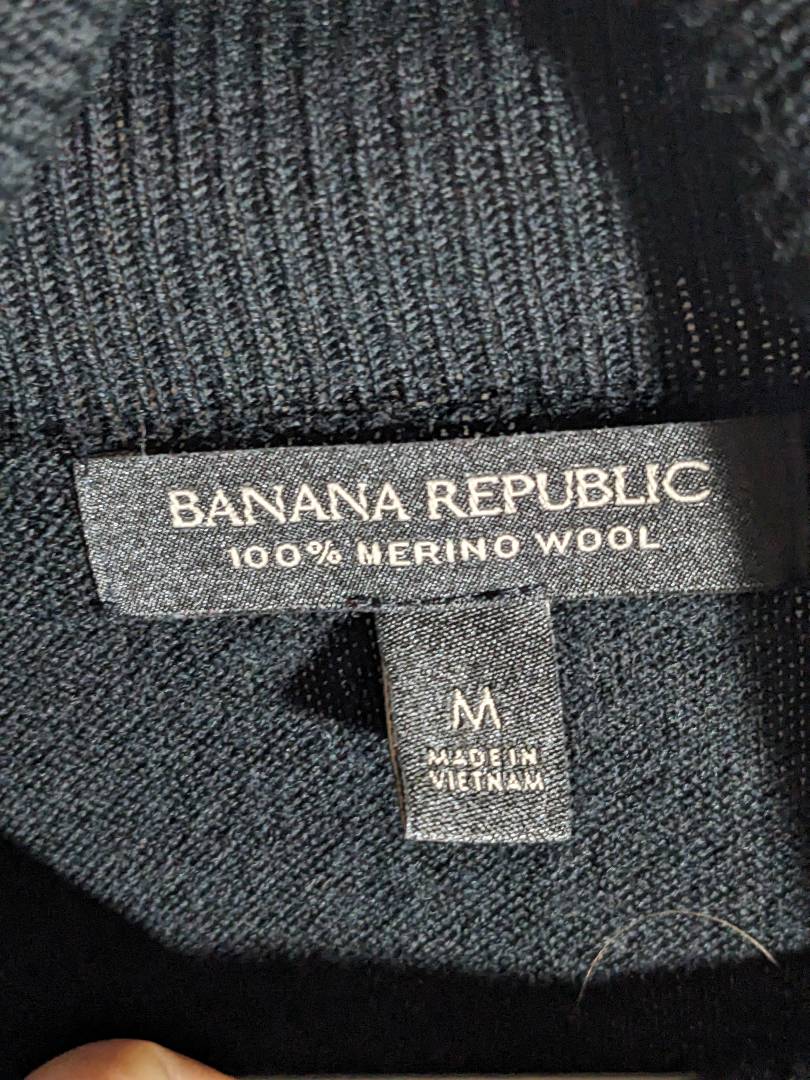 BANANA REPUBLIC
100% MERINO WOOL
M
MADE IN
VIETNAM